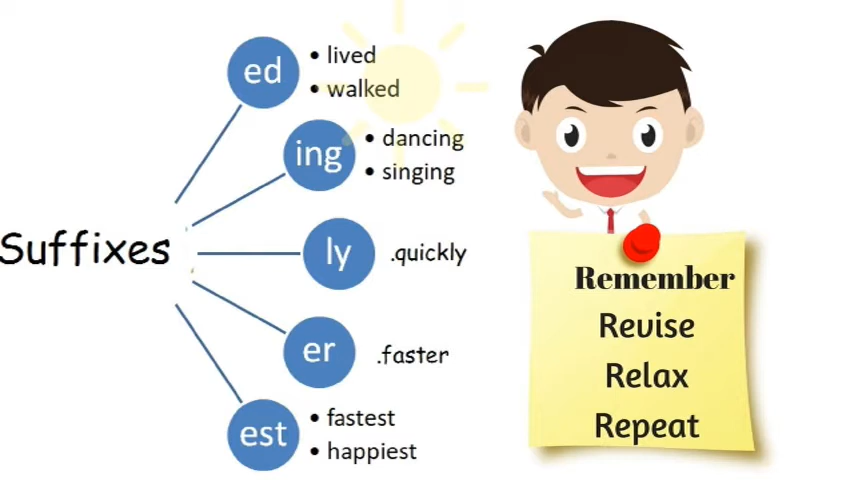 Suffixes
ed
• lived
• walked
ing
• dancing
• singing
ly
.quickly
er
.faster
est
• fastest
• happiest
Remember
Revise
Relax
Repeat